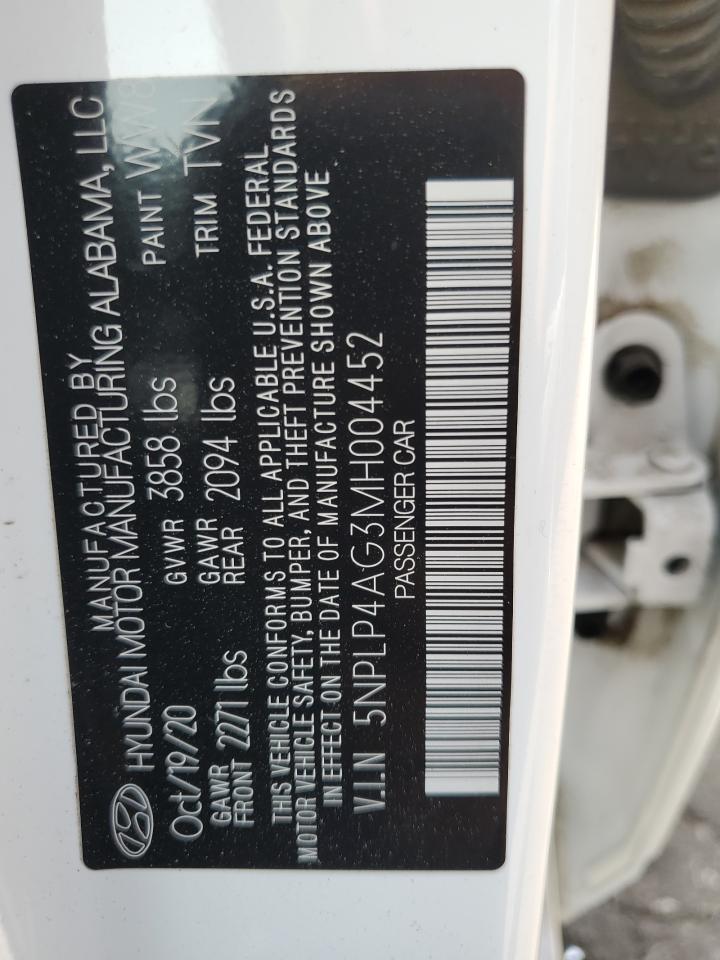 MANUFACTURED BY
HYUNDAI MOTOR MANUFACTURING ALABAMA, LLC
Oct/19/20 GVWR 3858 lbs PAINT WW8
GAWR FRONT 2271 lbs GAWR REAR 2094 lbs TRIM TVN
THIS VEHICLE CONFORMS TO ALL APPLICABLE U.S.A. FEDERAL
MOTOR VEHICLE SAFETY, BUMPER, AND THEFT PREVENTION STANDARDS
IN EFFECT ON THE DATE OF MANUFACTURE SHOWN ABOVE
V.I.N 5NPLP4AG3MH004452
PASSENGER CAR